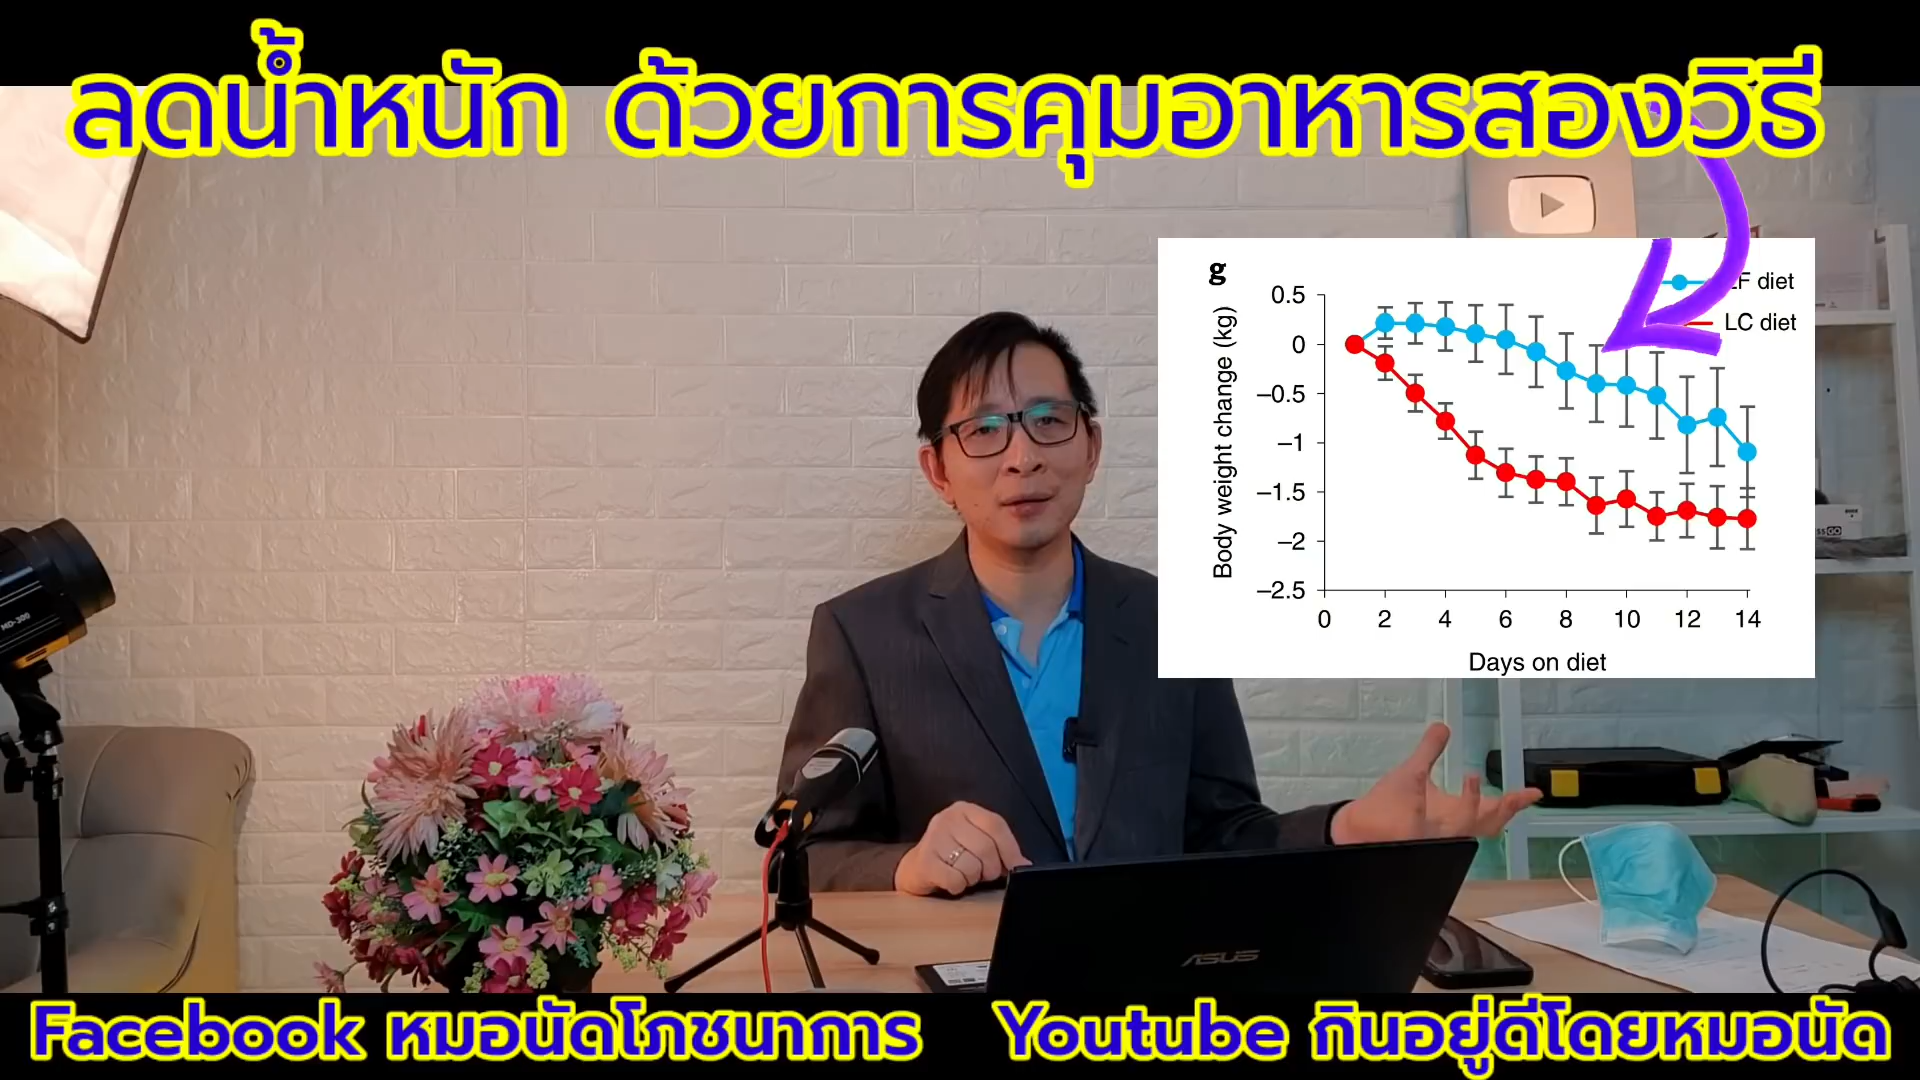 ลดน้ำหนัก ด้วยการคุมอาหารสองวิธี
g
F diet
LC diet
Body weight change (kg)
0.5
0
–0.5
–1
–1.5
–2
–2.5
0 2 4 6 8 10 12 14
Days on diet
MD-300
GO
ASUS
Facebook หมอนัดโภชนาการ Youtube กินอยู่ดีโดยหมอนัด